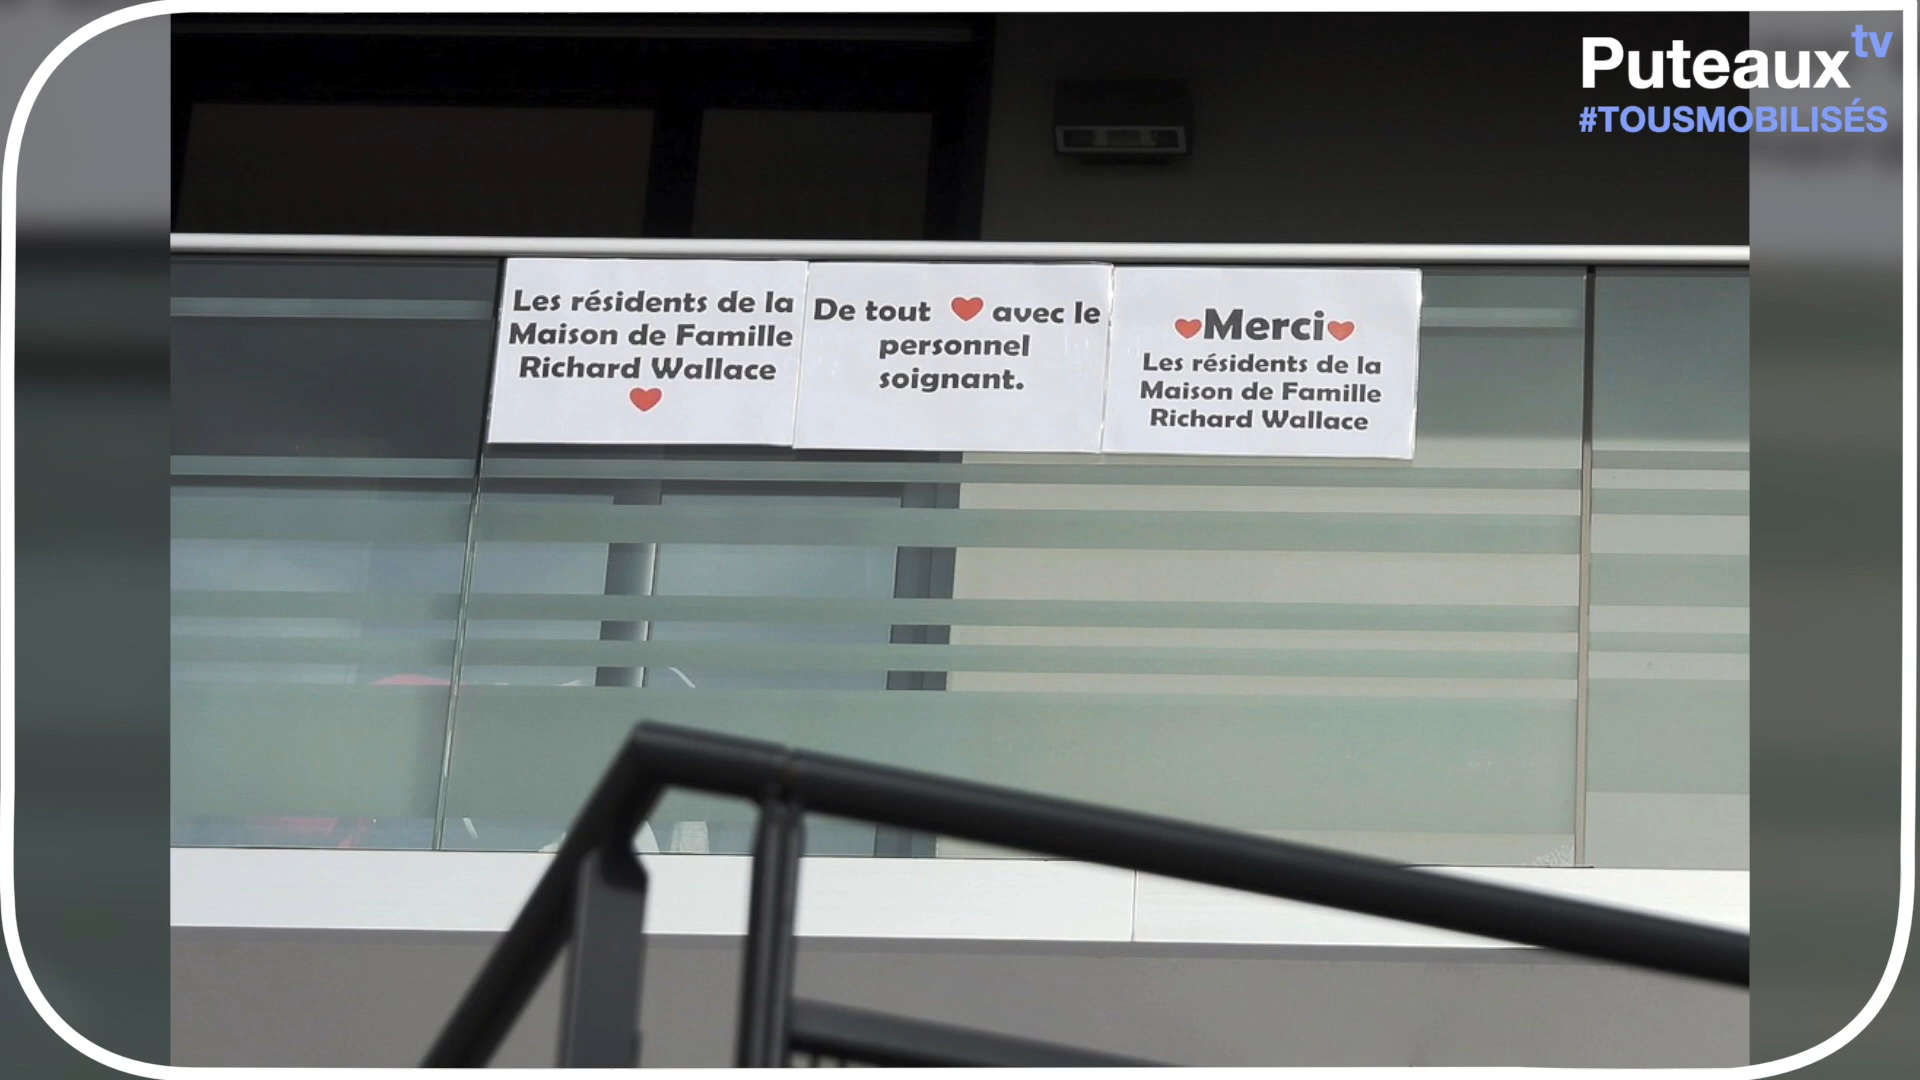 Puteaux tv
#TOUSMOBILISÉS
Les résidents de la
Maison de Famille
Richard Wallace
❤
De tout ❤ avec le
personnel
soignant.
❤Merci❤
Les résidents de la
Maison de Famille
Richard Wallace